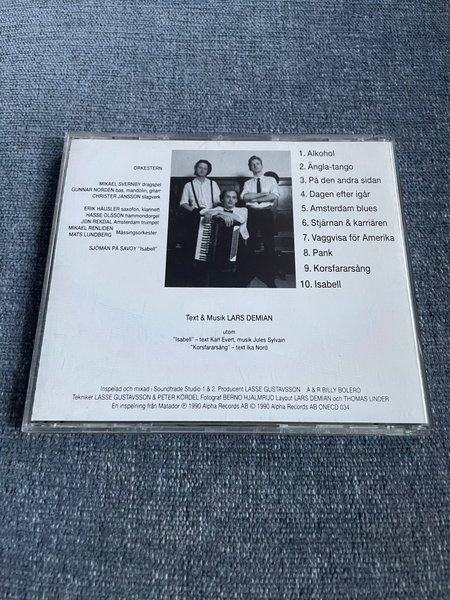 ORKESTERN
MIKAEL SVERNBY dragspel
GUNNAR NORDÉN bas, mandolin, gitarr
CHRISTER JANSSON slagverk
ERIK HÄUSLER saxofon, klarinett
HASSE OLSSON hammondorgel
JON REKDAL Amsterdam trumpet
MIKAEL RENLIDEN
MATS LUNDBERG Mässingsorkester
SJÖMÄN PÅ SAVOY "Isabell"
1. Alkohol
2. Ängla-tango
3. På den andra sidan
4. Dagen efter igår
5. Amsterdam blues
6. Stjärnan & karriären
7. Vaggvisa för Amerika
8. Pank
9. Korsfararsång
10. Isabell
Text & Musik LARS DEMIAN
utom
"Isabell" – text Karl Evert, musik Jules Sylvain
"Korsfararsång" – text Ika Nord
Inspelad och mixad i Soundtrade Studio 1 & 2. Producent LASSE GUSTAVSSON A & R BILLY BOLERO
Tekniker LASSE GUSTAVSSON & PETER KÖRDEL Fotograf BERNO HJÄLMRUD Layout LARS DEMIAN och THOMAS LINDER
En inspelning från Matador ℗ 1990 Alpha Records AB © 1990 Alpha Records AB ONECD 034